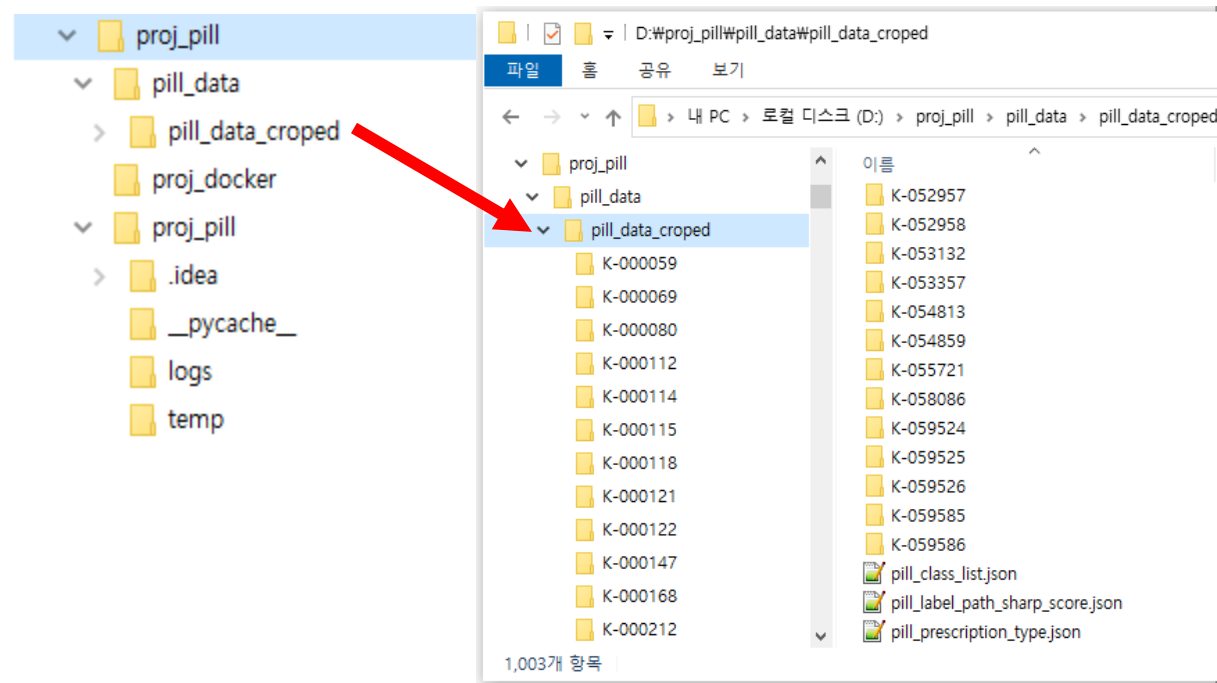 proj_pill
pill_data
pill_data_croped
proj_docker
proj_pill
.idea
__pycache__
logs
temp
D:₩proj_pill₩pill_data₩pill_data_croped
파일 홈 공유 보기
내 PC > 로컬 디스크 (D:) > proj_pill > pill_data > pill_data_croped
proj_pill
pill_data
pill_data_croped
K-000059
K-000069
K-000080
K-000112
K-000114
K-000115
K-000118
K-000121
K-000122
K-000147
K-000168
K-000212
이름
K-052957
K-052958
K-053132
K-053357
K-054813
K-054859
K-055721
K-058086
K-059524
K-059525
K-059526
K-059585
K-059586
pill_class_list.json
pill_label_path_sharp_score.json
pill_prescription_type.json
1,003개 항목